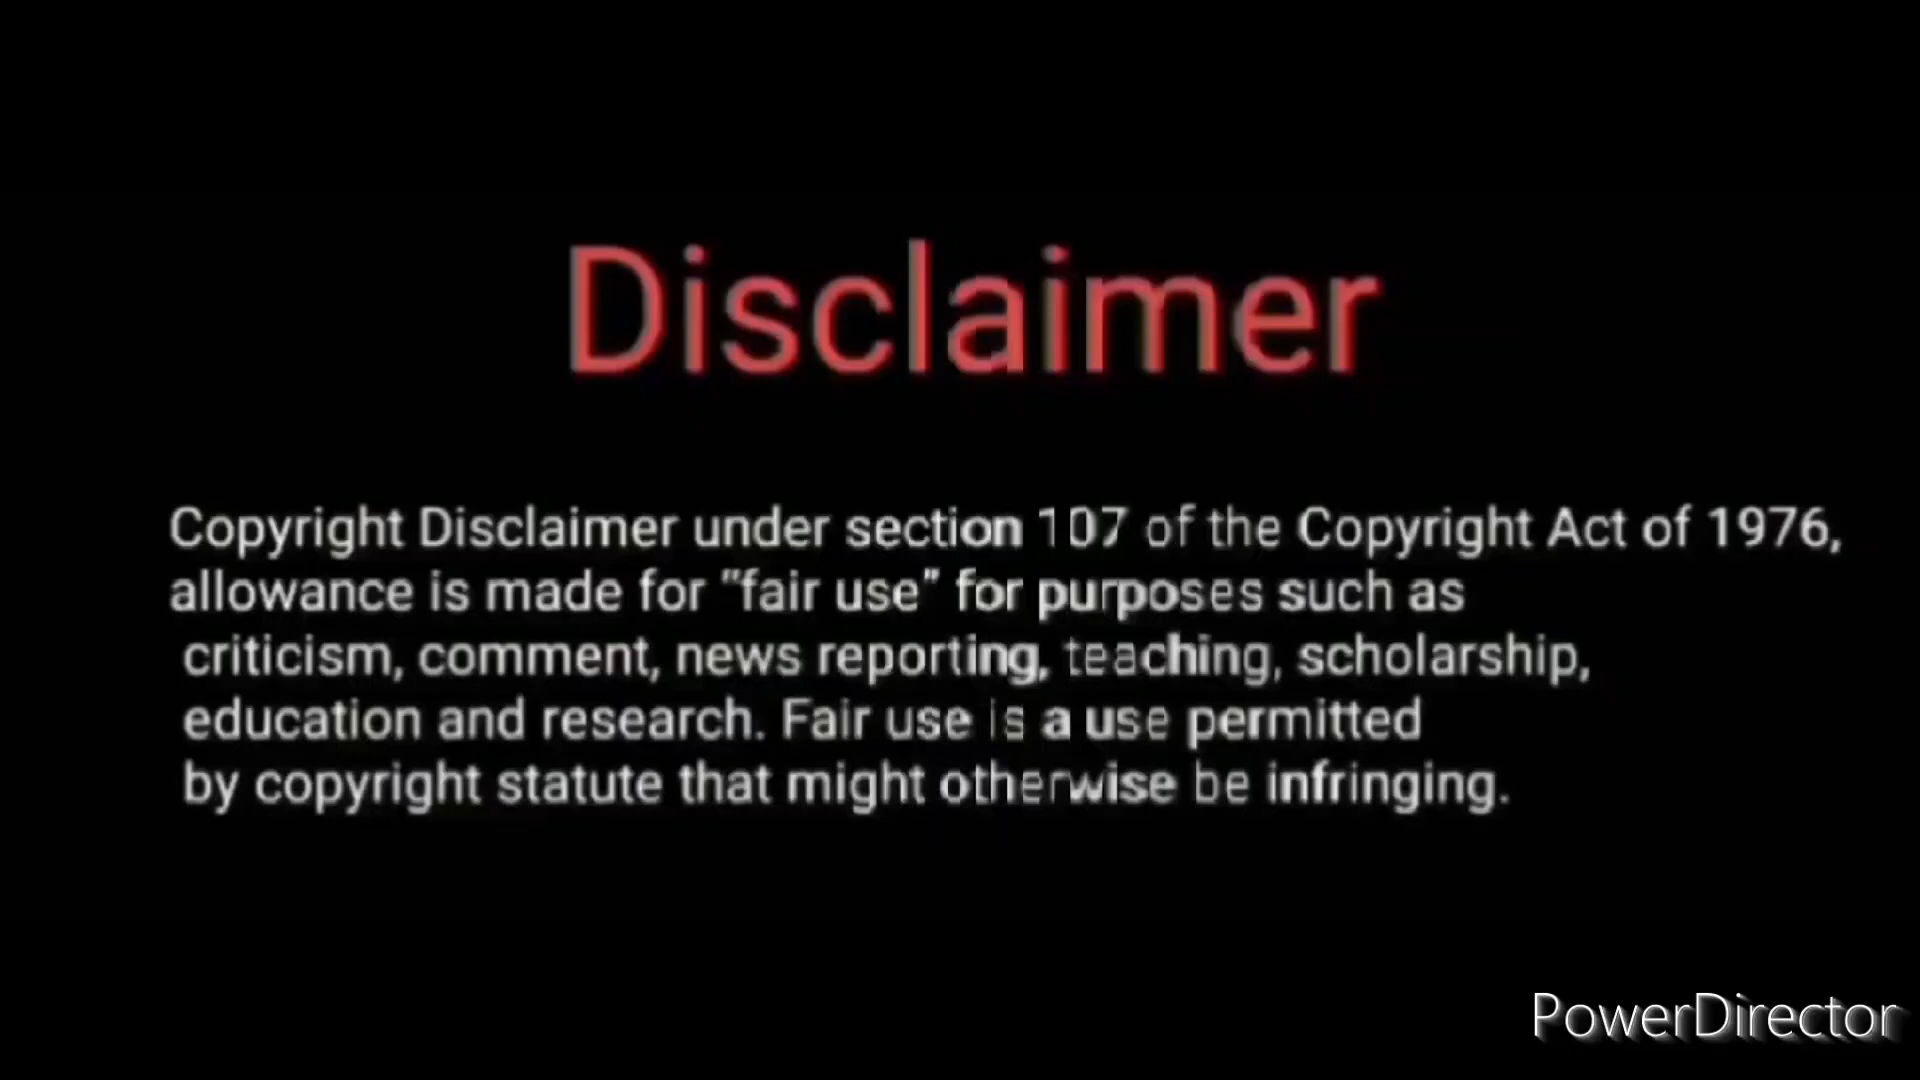 Disclaimer
Copyright Disclaimer under section 107 of the Copyright Act of 1976,
allowance is made for "fair use" for purposes such as
criticism, comment, news reporting, teaching, scholarship,
education and research. Fair use is a use permitted
by copyright statute that might otherwise be infringing.
PowerDirector